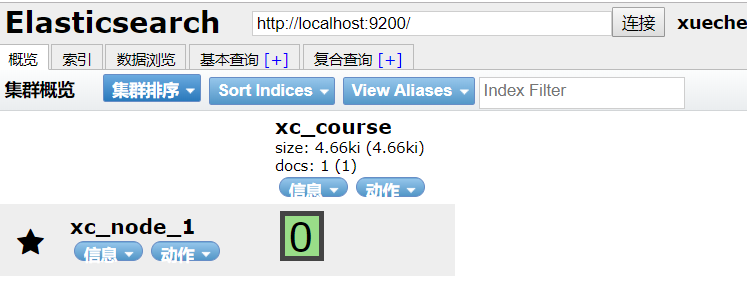 Elasticsearch http://localhost:9200/ 连接 xueche
概览 索引 数据浏览 基本查询 [+] 复合查询 [+]
集群概览 集群排序 Sort Indices View Aliases Index Filter
xc_course
size: 4.66ki (4.66ki)
docs: 1 (1)
信息 动作
xc_node_1 0
信息 动作